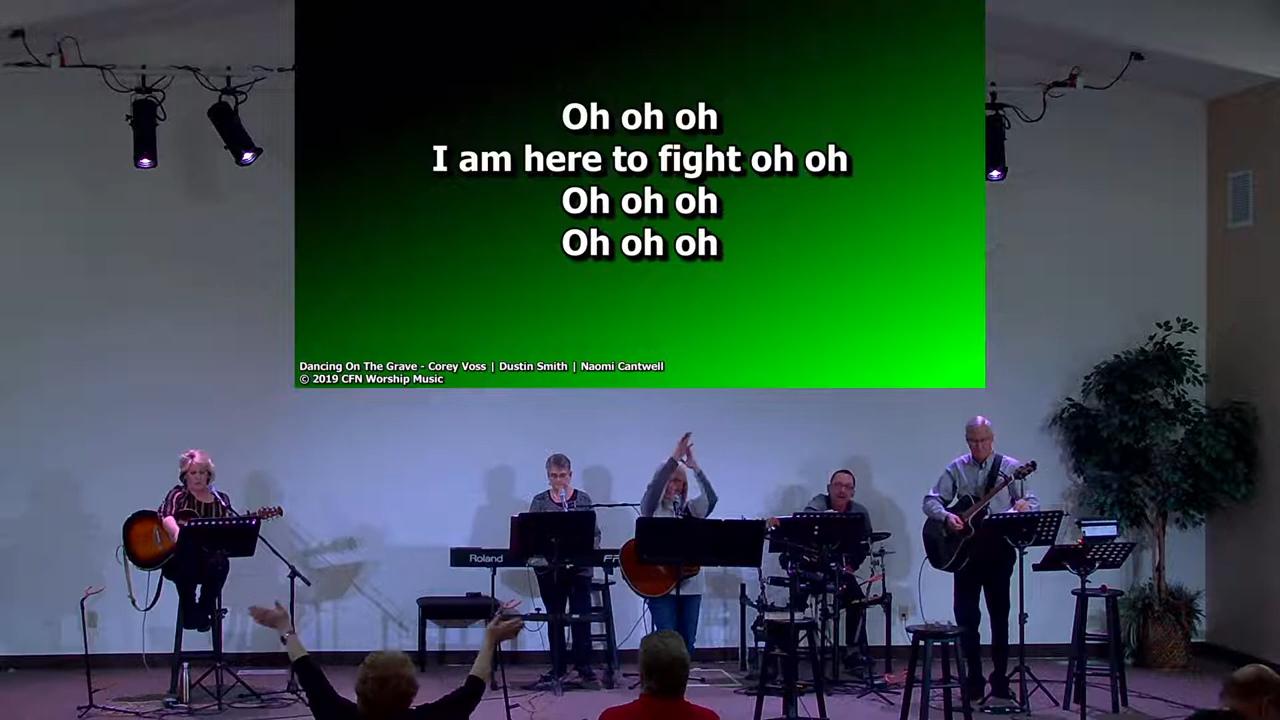 Oh oh oh
I am here to fight oh oh
Oh oh oh
Oh oh oh
Dancing On The Grave - Corey Voss | Dustin Smith | Naomi Cantwell
© 2019 CFN Worship Music
Roland